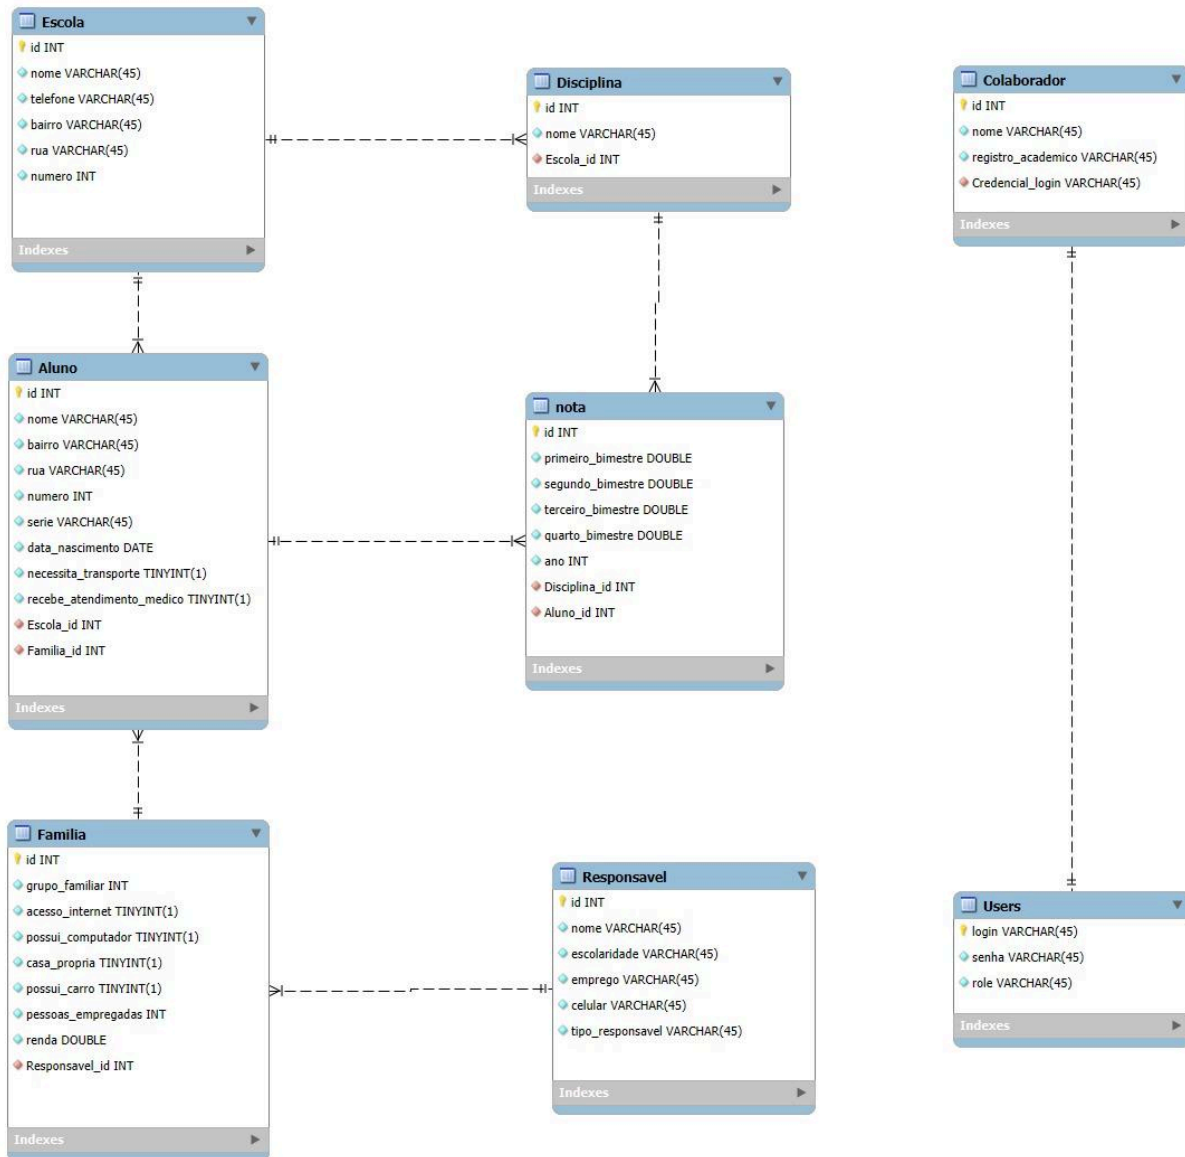 Escola
id INT
nome VARCHAR(45)
telefone VARCHAR(45)
bairro VARCHAR(45)
rua VARCHAR(45)
numero INT
Indexes
Disciplina
id INT
nome VARCHAR(45)
Escola_id INT
Indexes
Colaborador
id INT
nome VARCHAR(45)
registro_academico VARCHAR(45)
Credencial_login VARCHAR(45)
Indexes
Aluno
id INT
nome VARCHAR(45)
bairro VARCHAR(45)
rua VARCHAR(45)
numero INT
serie VARCHAR(45)
data_nascimento DATE
necessita_transporte TINYINT(1)
recebe_atendimento_medico TINYINT(1)
Escola_id INT
Familia_id INT
Indexes
nota
id INT
primeiro_bimestre DOUBLE
segundo_bimestre DOUBLE
terceiro_bimestre DOUBLE
quarto_bimestre DOUBLE
ano INT
Disciplina_id INT
Aluno_id INT
Indexes
Familia
id INT
grupo_familiar INT
acesso_internet TINYINT(1)
possui_computador TINYINT(1)
casa_propria TINYINT(1)
possui_carro TINYINT(1)
pessoas_empregadas INT
renda DOUBLE
Responsavel_id INT
Indexes
Responsavel
id INT
nome VARCHAR(45)
escolaridade VARCHAR(45)
emprego VARCHAR(45)
celular VARCHAR(45)
tipo_responsavel VARCHAR(45)
Indexes
Users
login VARCHAR(45)
senha VARCHAR(45)
role VARCHAR(45)
Indexes